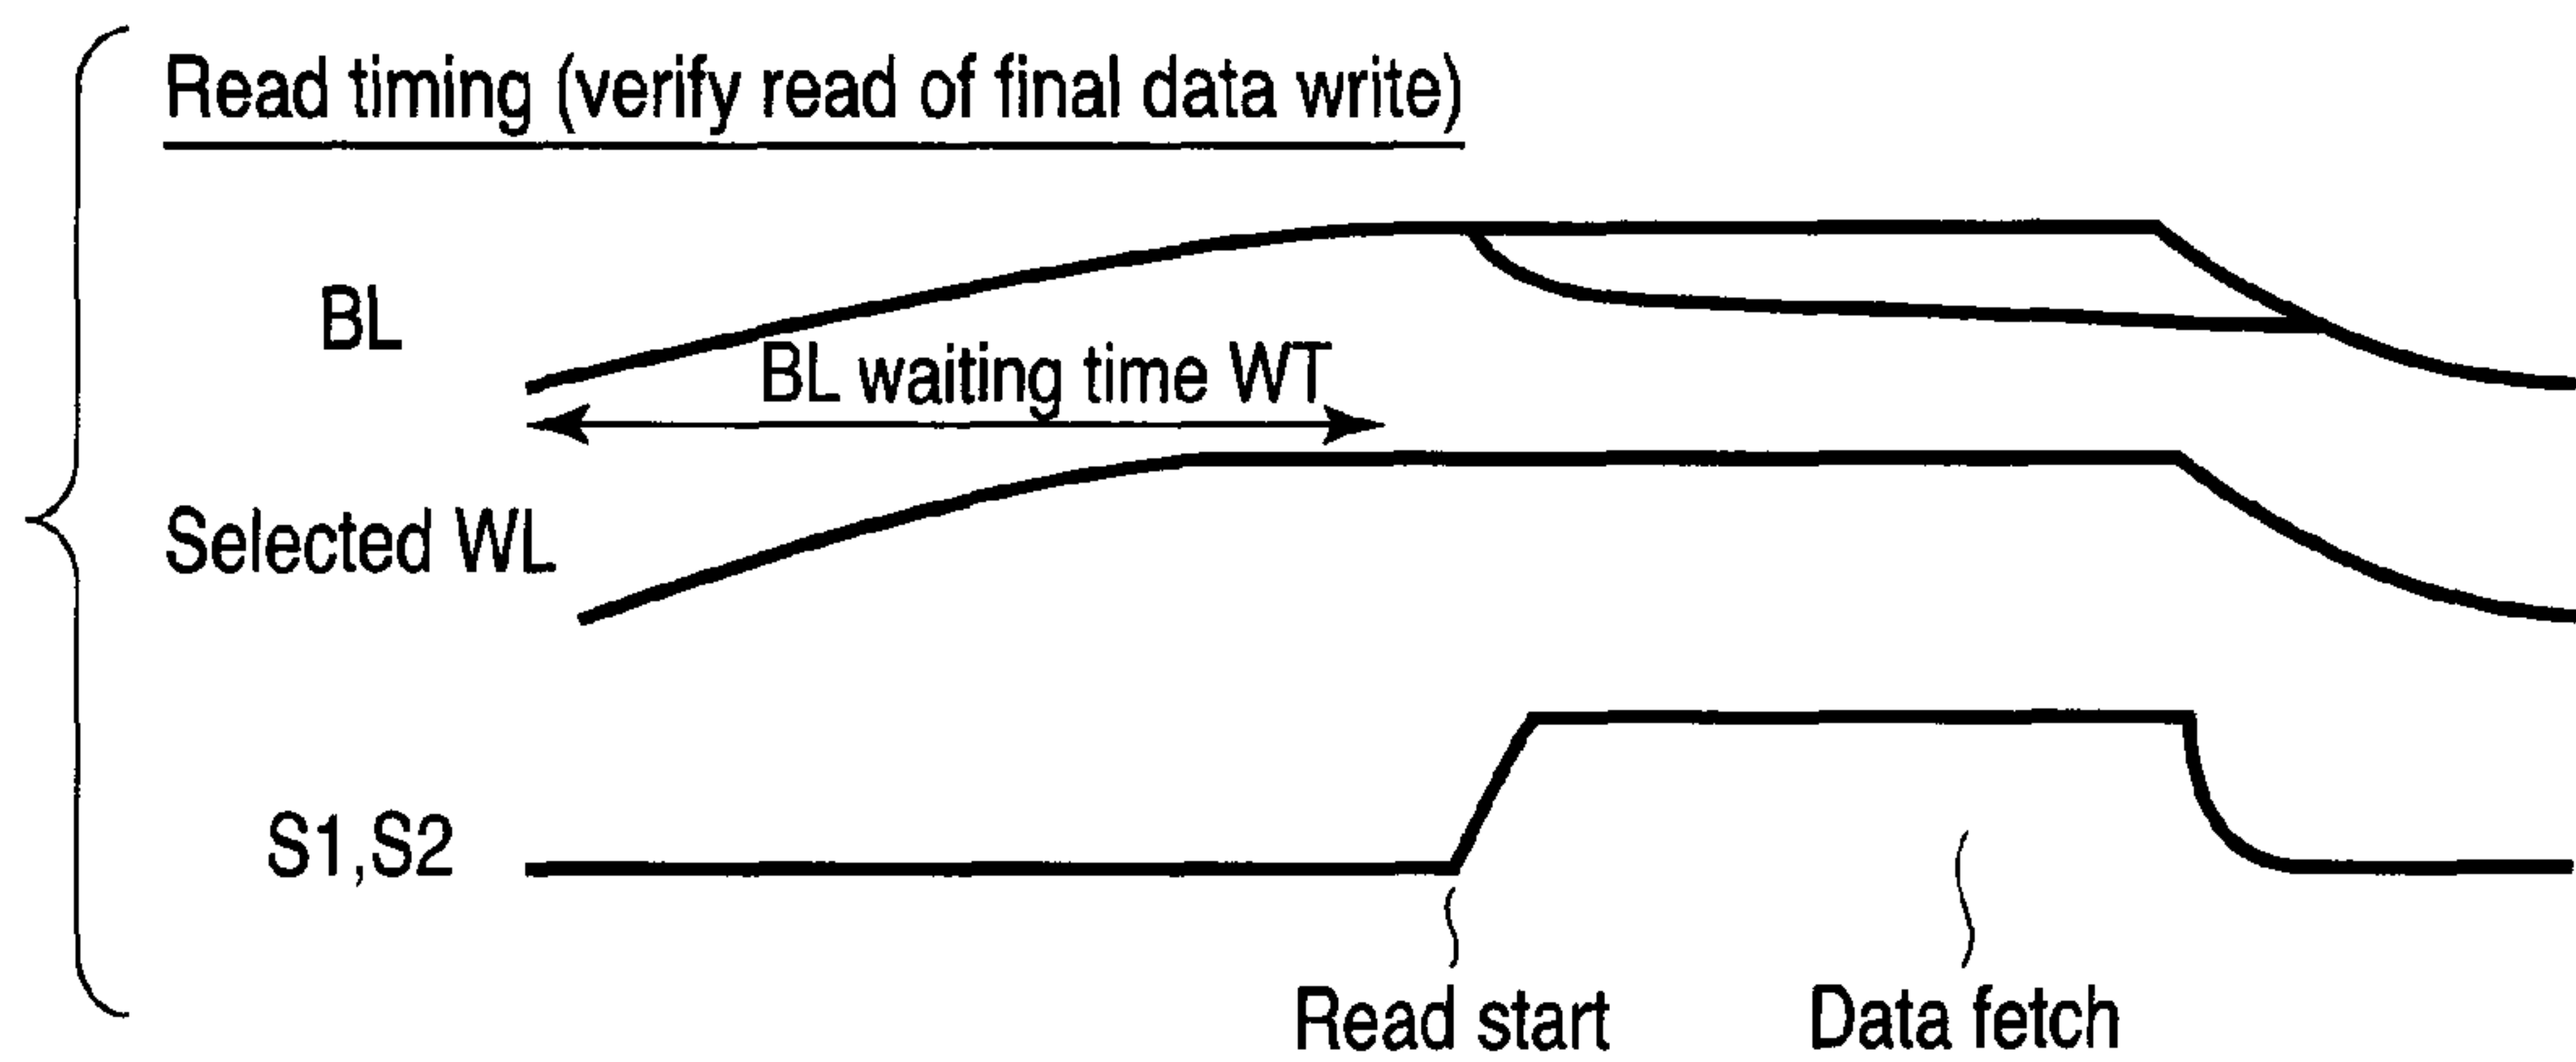 Read timing (verify read of final data write)
BL
BL waiting time WT
Selected WL
S1,S2
Read start
Data fetch